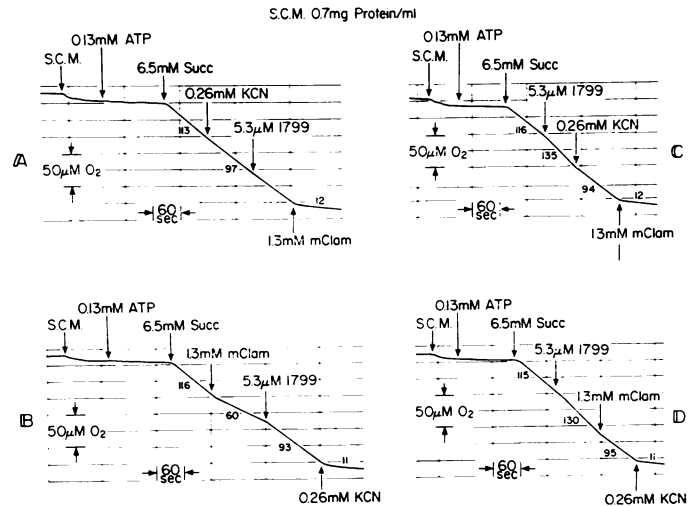 S.C.M. 0.7mg Protein/ml
0.13mM ATP
S.C.M.
6.5mM Succ
0.26mM KCN
5.3µM 1799
113
97
12
A
50µM O₂
60
sec
1.3mM mClam
0.13mM ATP
S.C.M.
6.5mM Succ
5.3µM 1799
0.26mM KCN
116
135
94
12
C
50µM O₂
60
sec
1.3mM mClam
0.13mM ATP
S.C.M.
6.5mM Succ
1.3mM mClam
5.3µM 1799
116
60
93
11
B
50µM O₂
60
sec
0.26mM KCN
0.13mM ATP
S.C.M.
6.5mM Succ
5.3µM 1799
1.3mM mClam
115
130
95
11
D
50µM O₂
60
sec
0.26mM KCN